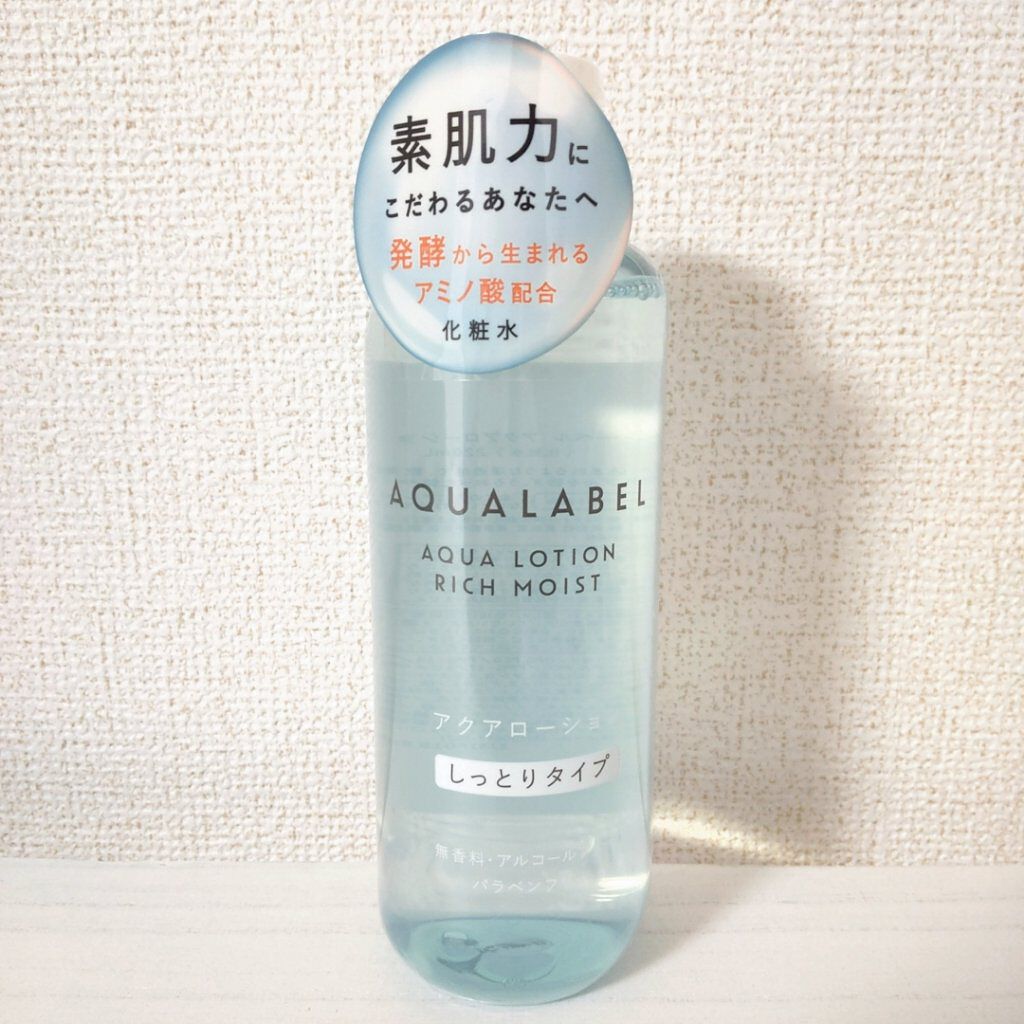 素肌力に
こだわるあなたへ
発酵から生まれる
アミノ酸配合
化粧水
AQUALABEL
AQUA LOTION
RICH MOIST
アクアローショ
しっとりタイプ
無香料・アルコール
パラベンフ